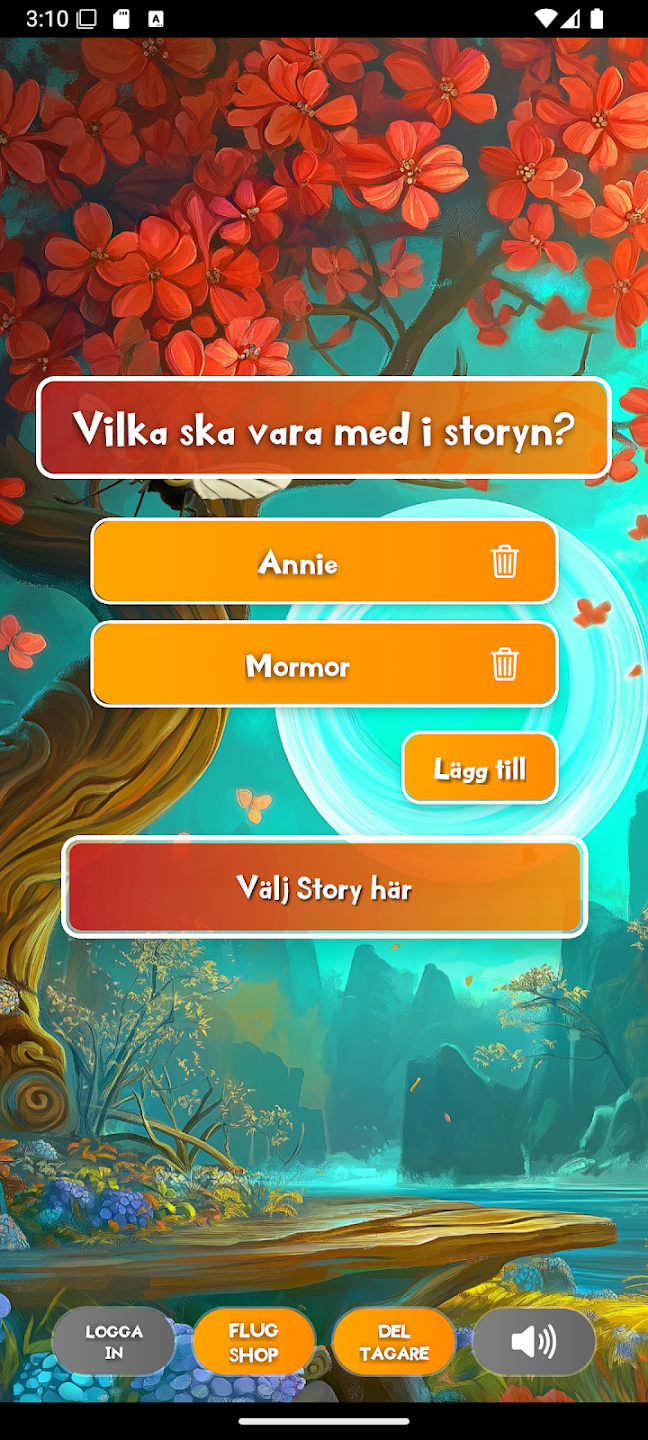 3:10
A
Vilka ska vara med i storyn?
Annie
Mormor
Lägg till
Välj Story här
LOGGA
IN
FLUG
SHOP
DEL
TAGARE